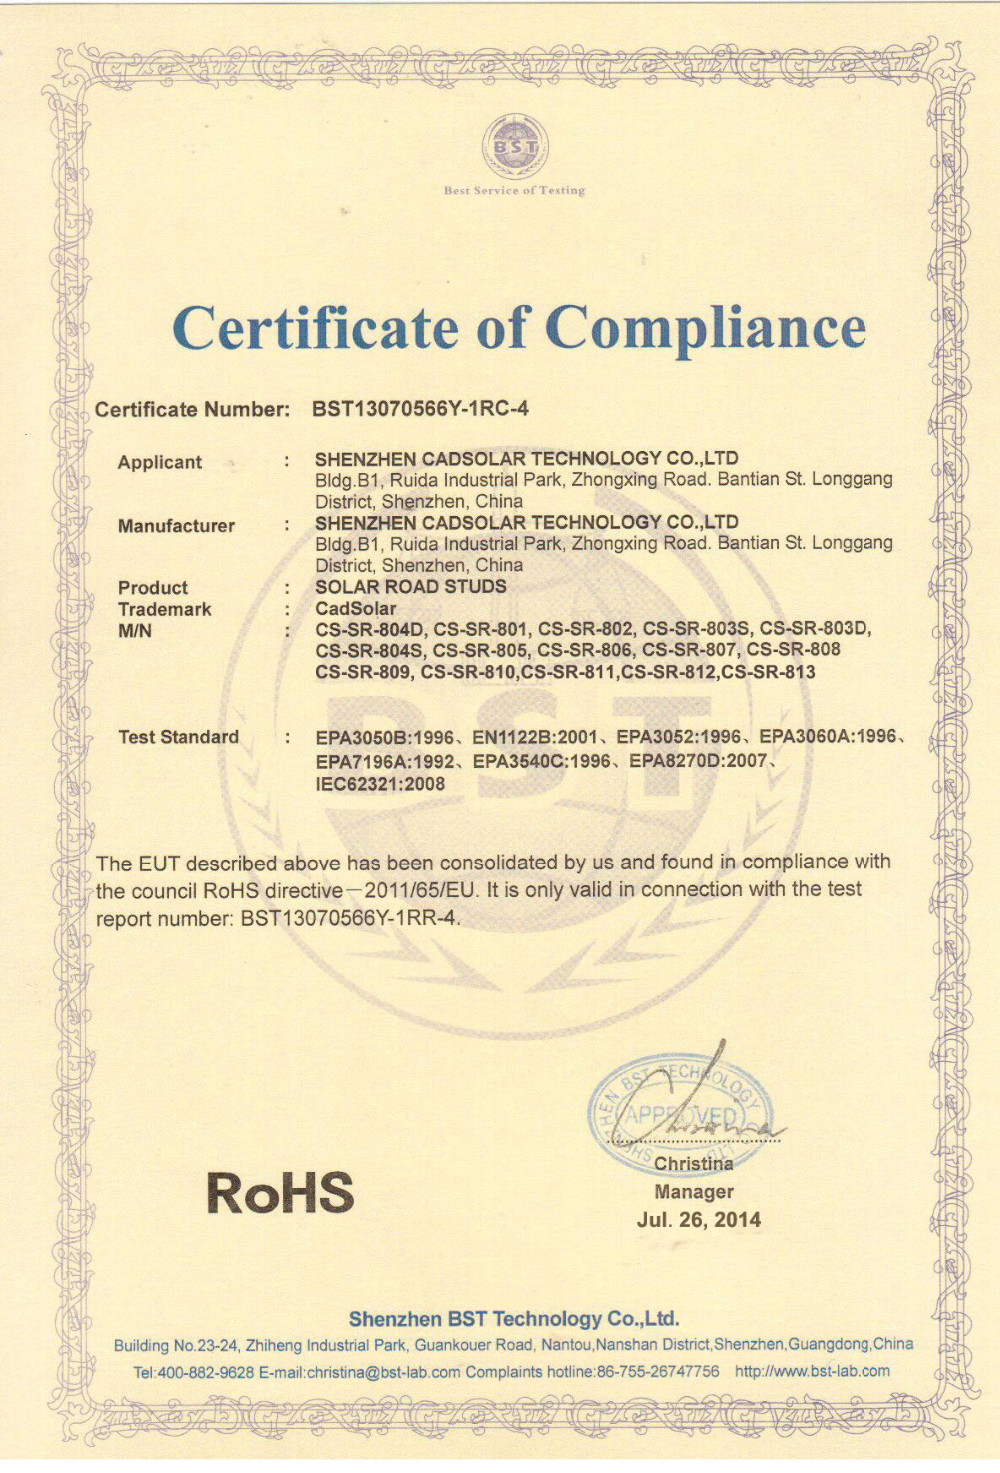 BST
Best Service of Testing
Certificate of Compliance
Certificate Number: BST13070566Y-1RC-4
Applicant : SHENZHEN CADSOLAR TECHNOLOGY CO.,LTD
Bldg.B1, Ruida Industrial Park, Zhongxing Road. Bantian St. Longgang
District, Shenzhen, China
Manufacturer : SHENZHEN CADSOLAR TECHNOLOGY CO.,LTD
Bldg.B1, Ruida Industrial Park, Zhongxing Road. Bantian St. Longgang
District, Shenzhen, China
Product : SOLAR ROAD STUDS
Trademark : CadSolar
M/N : CS-SR-804D, CS-SR-801, CS-SR-802, CS-SR-803S, CS-SR-803D,
CS-SR-804S, CS-SR-805, CS-SR-806, CS-SR-807, CS-SR-808
CS-SR-809, CS-SR-810,CS-SR-811,CS-SR-812,CS-SR-813
BST
Test Standard : EPA3050B:1996、EN1122B:2001、EPA3052:1996、EPA3060A:1996、
EPA7196A:1992、EPA3540C:1996、EPA8270D:2007、
IEC62321:2008
The EUT described above has been consolidated by us and found in compliance with
the council RoHS directive—2011/65/EU. It is only valid in connection with the test
report number: BST13070566Y-1RR-4.
SHENZHEN BST TECHNOLOGY LTD
APPROVED
Christina
Christina
Manager
Jul. 26, 2014
RoHS
Shenzhen BST Technology Co.,Ltd.
Building No.23-24, Zhiheng Industrial Park, Guankouer Road, Nantou,Nanshan District,Shenzhen,Guangdong,China
Tel:400-882-9628 E-mail:christina@bst-lab.com Complaints hotline:86-755-26747756 http://www.bst-lab.com